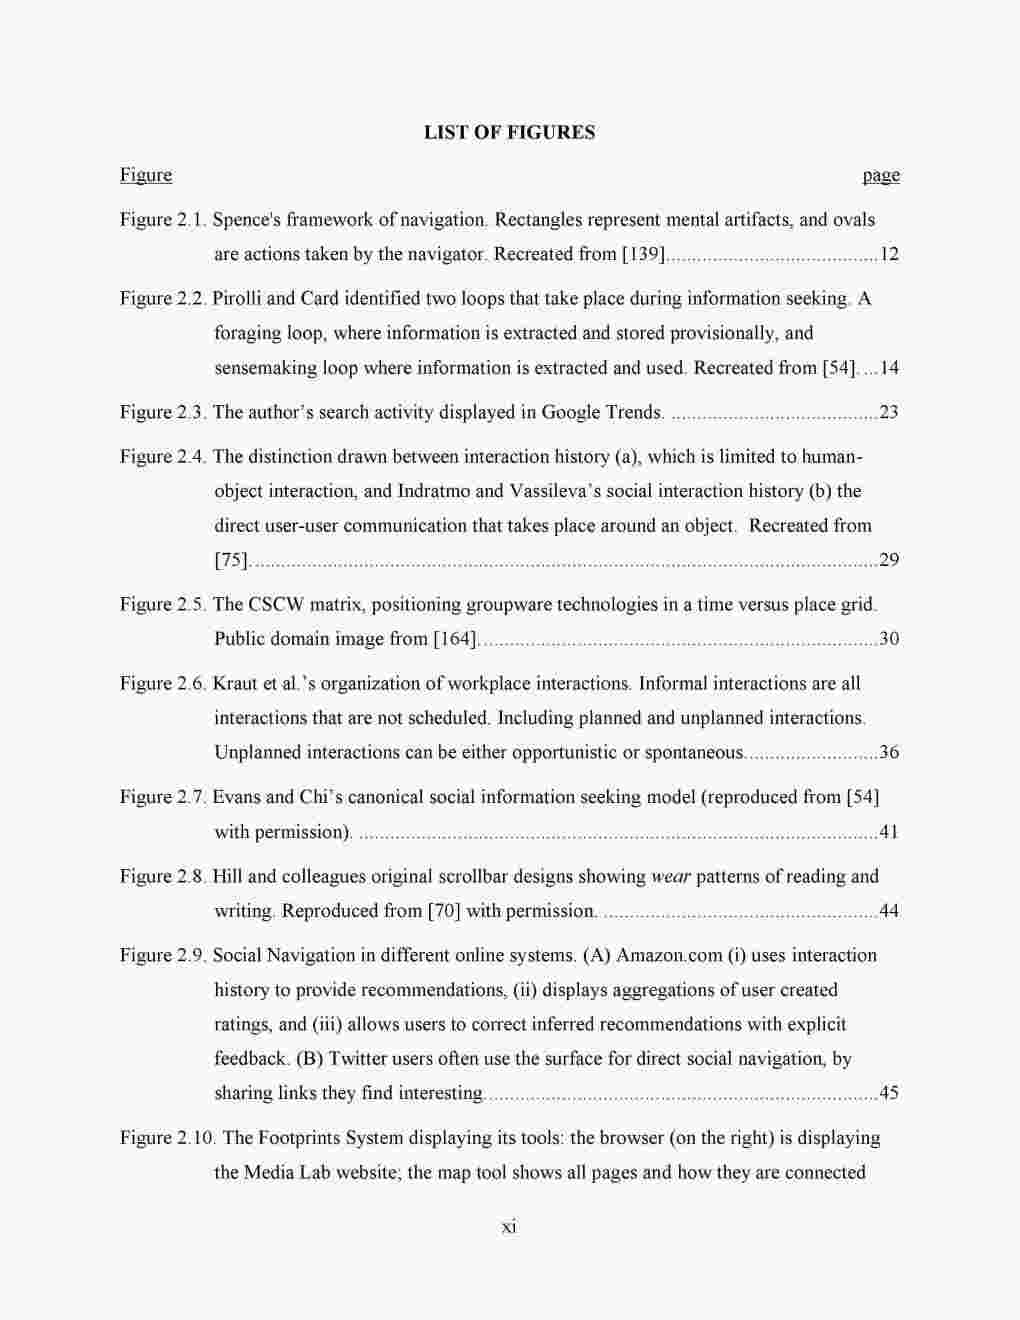 LIST OF FIGURES
Figure page
Figure 2.1. Spence's framework of navigation. Rectangles represent mental artifacts, and ovals
are actions taken by the navigator. Recreated from [139].........................................12
Figure 2.2. Pirolli and Card identified two loops that take place during information seeking. A
foraging loop, where information is extracted and stored provisionally, and
sensemaking loop where information is extracted and used. Recreated from [54]. ...14
Figure 2.3. The author’s search activity displayed in Google Trends. ........................................23
Figure 2.4. The distinction drawn between interaction history (a), which is limited to human-
object interaction, and Indratmo and Vassileva’s social interaction history (b) the
direct user-user communication that takes place around an object.  Recreated from
[75]..........................................................................................................................29
Figure 2.5. The CSCW matrix, positioning groupware technologies in a time versus place grid.
Public domain image from [164].............................................................................30
Figure 2.6. Kraut et al.’s organization of workplace interactions. Informal interactions are all
interactions that are not scheduled. Including planned and unplanned interactions.
Unplanned interactions can be either opportunistic or spontaneous..........................36
Figure 2.7. Evans and Chi’s canonical social information seeking model (reproduced from [54]
with permission). .....................................................................................................41
Figure 2.8. Hill and colleagues original scrollbar designs showing wear patterns of reading and
writing. Reproduced from [70] with permission. .....................................................44
Figure 2.9. Social Navigation in different online systems. (A) Amazon.com (i) uses interaction
history to provide recommendations, (ii) displays aggregations of user created
ratings, and (iii) allows users to correct inferred recommendations with explicit
feedback. (B) Twitter users often use the surface for direct social navigation, by
sharing links they find interesting............................................................................45
Figure 2.10. The Footprints System displaying its tools: the browser (on the right) is displaying
the Media Lab website; the map tool shows all pages and how they are connected
xi